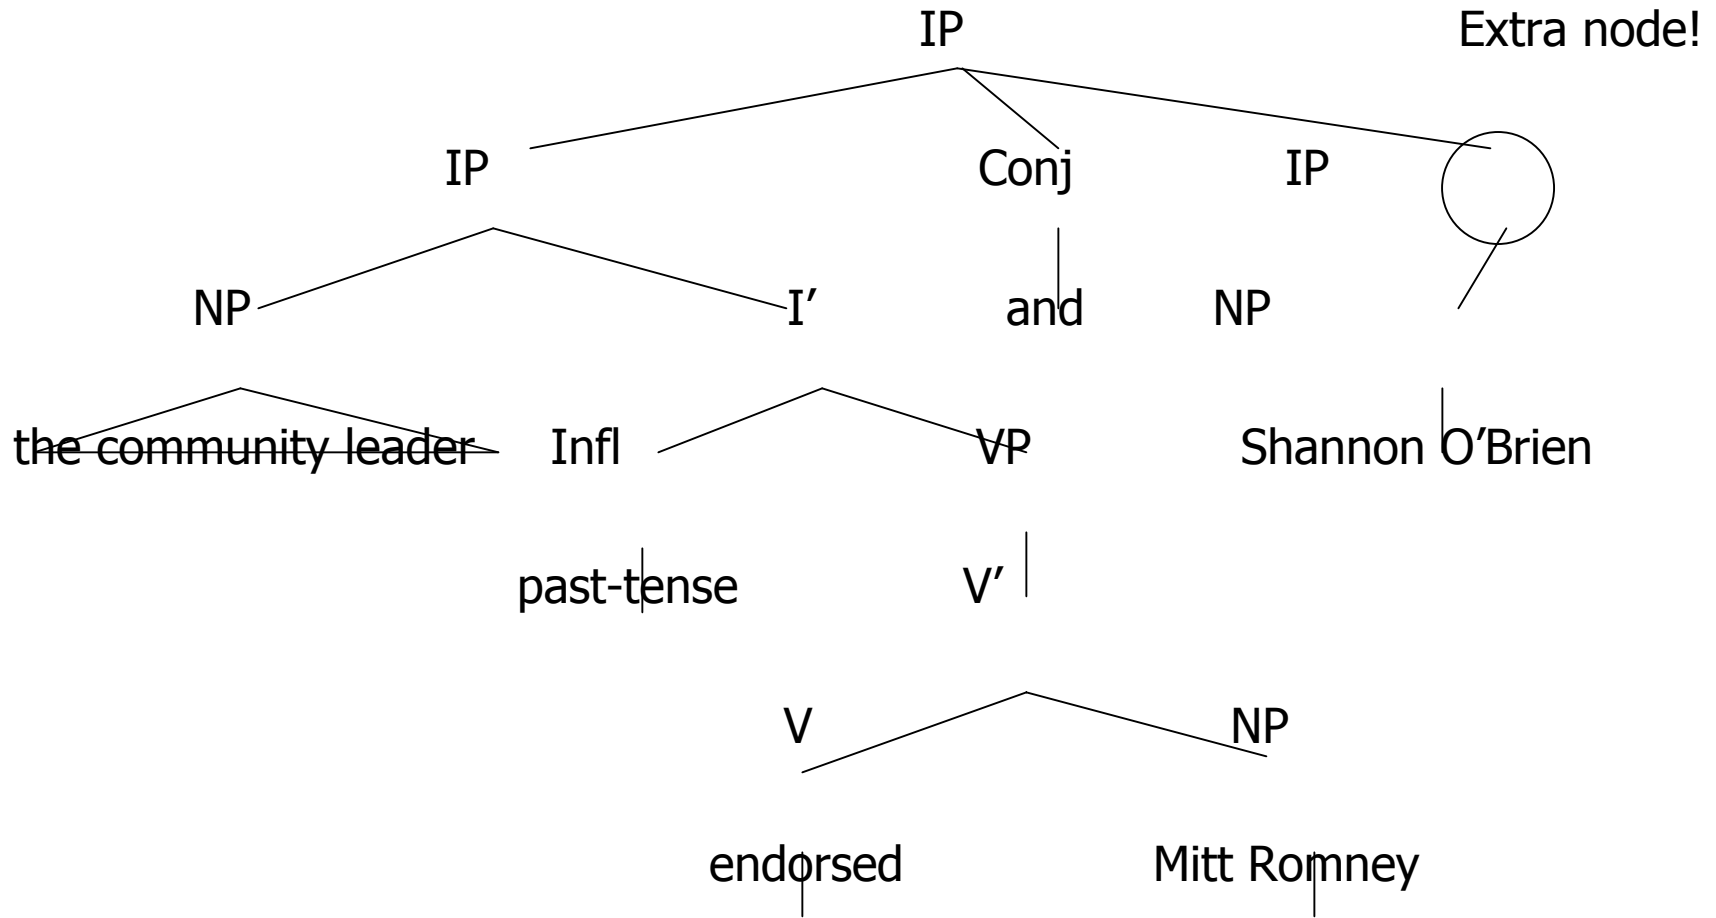 IP Extra node!
IP Conj IP
NP I’ and NP
the community leader Infl VP Shannon O’Brien
past-tense V’
V NP
endorsed Mitt Romney